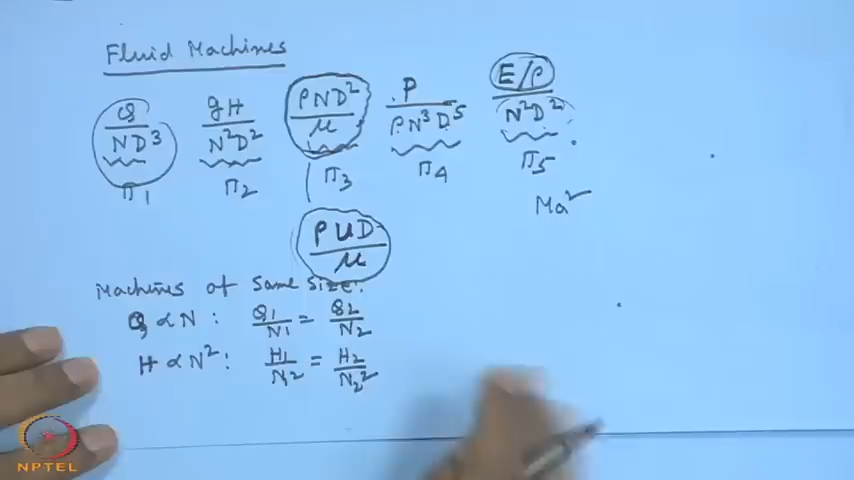 Fluid Machines
Q/ND³ gH/N²D² ρND²/μ P/ρN³D⁵ E/ρ/N²D²
π1 π2 π3 π4 π5
Ma²
ρUD/μ
Machines of same size:
Q ∝ N : Q1/N1 = Q2/N2
H ∝ N² : H1/N1² = H2/N2²
NPTEL